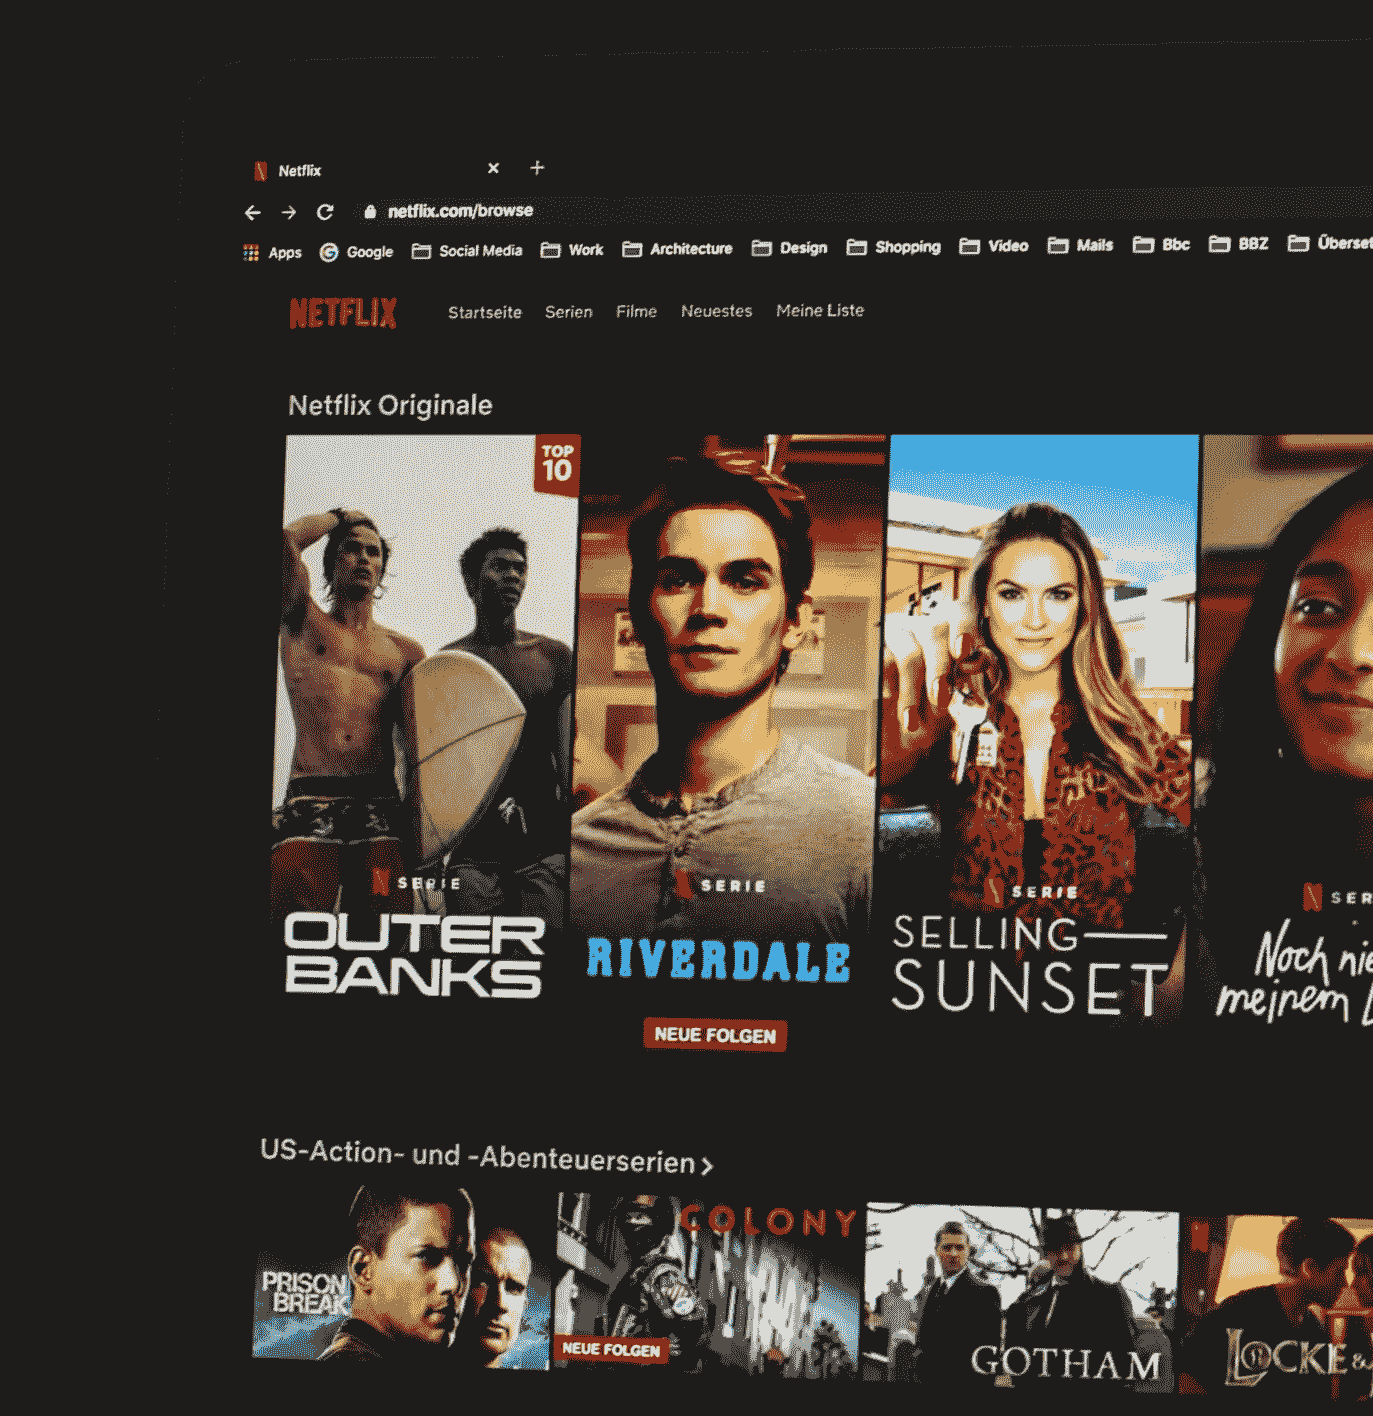 Netflix
netflix.com/browse
Apps Google Social Media Work Architecture Design Shopping Video Mails Bbc BBZ Überset
NETFLIX Startseite Serien Filme Neuestes Meine Liste
Netflix Originale
TOP
10
SERIE
OUTER
BANKS
SERIE
RIVERDALE
NEUE FOLGEN
SERIE
SELLING
SUNSET
SER
Noch nie
meinem L
US-Action- und -Abenteuerserien
PRISON
BREAK
COLONY
NEUE FOLGEN
GOTHAM
LOCKE &